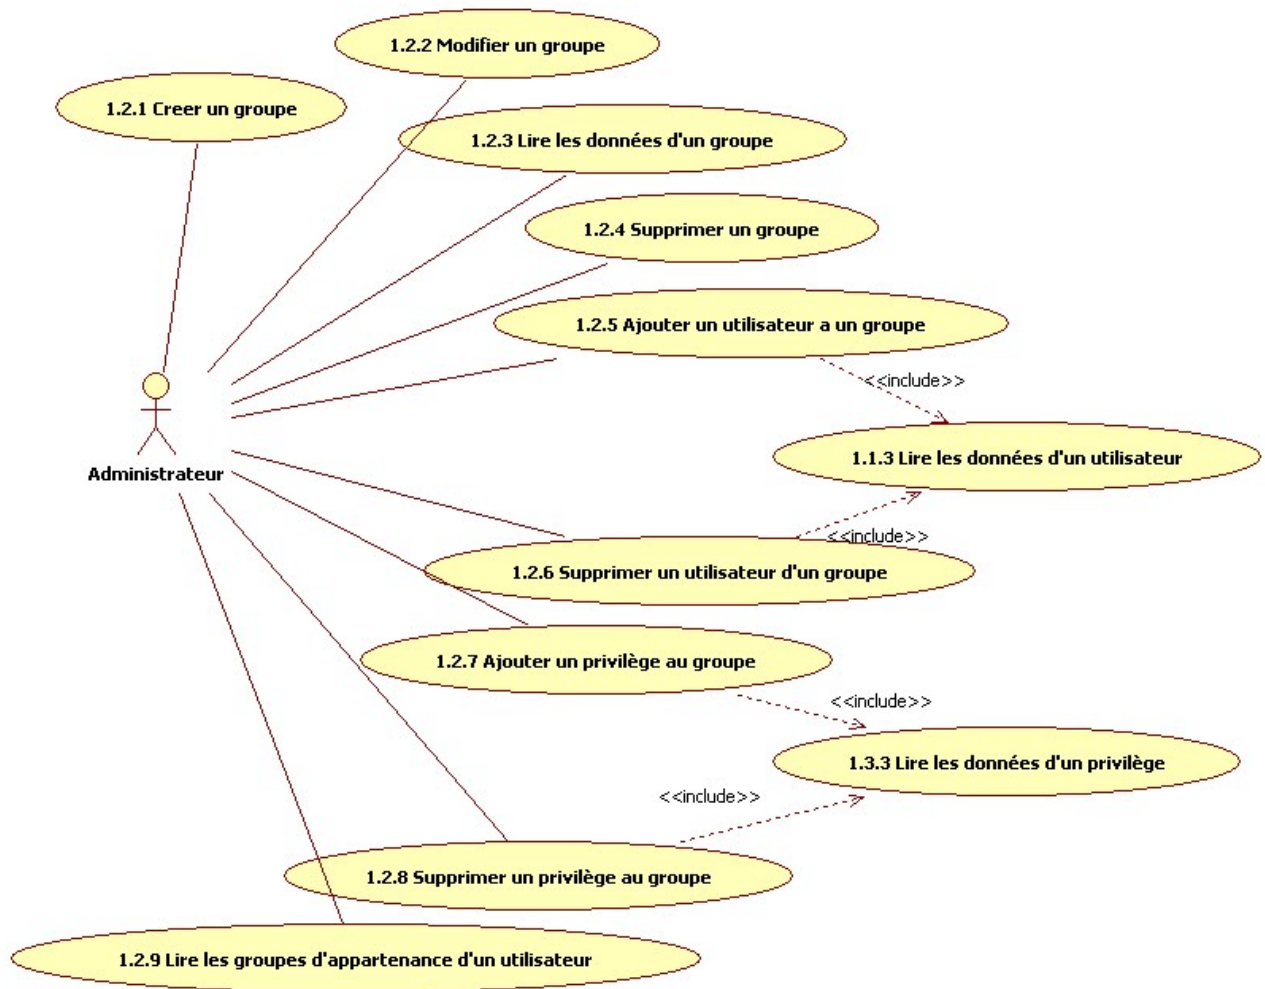 1.2.2 Modifier un groupe
1.2.1 Creer un groupe
1.2.3 Lire les données d'un groupe
1.2.4 Supprimer un groupe
1.2.5 Ajouter un utilisateur a un groupe
<<include>>
1.1.3 Lire les données d'un utilisateur
Administrateur
<<include>>
1.2.6 Supprimer un utilisateur d'un groupe
1.2.7 Ajouter un privilège au groupe
<<include>>
1.3.3 Lire les données d'un privilège
<<include>>
1.2.8 Supprimer un privilège au groupe
1.2.9 Lire les groupes d'appartenance d'un utilisateur